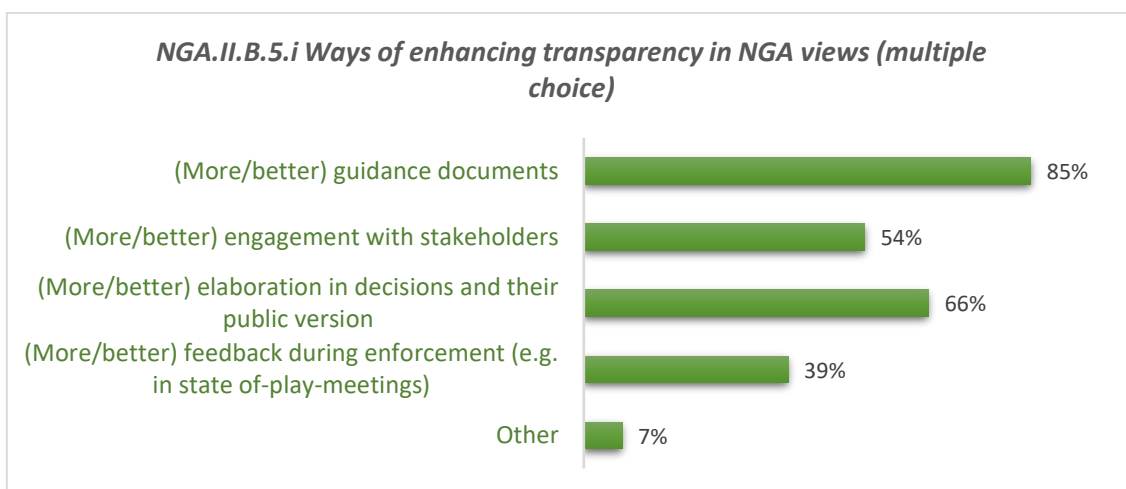 NGA.II.B.5.i Ways of enhancing transparency in NGA views (multiple
choice)
(More/better) guidance documents
85%
(More/better) engagement with stakeholders
54%
(More/better) elaboration in decisions and their
public version
66%
(More/better) feedback during enforcement (e.g.
in state of-play-meetings)
39%
Other
7%